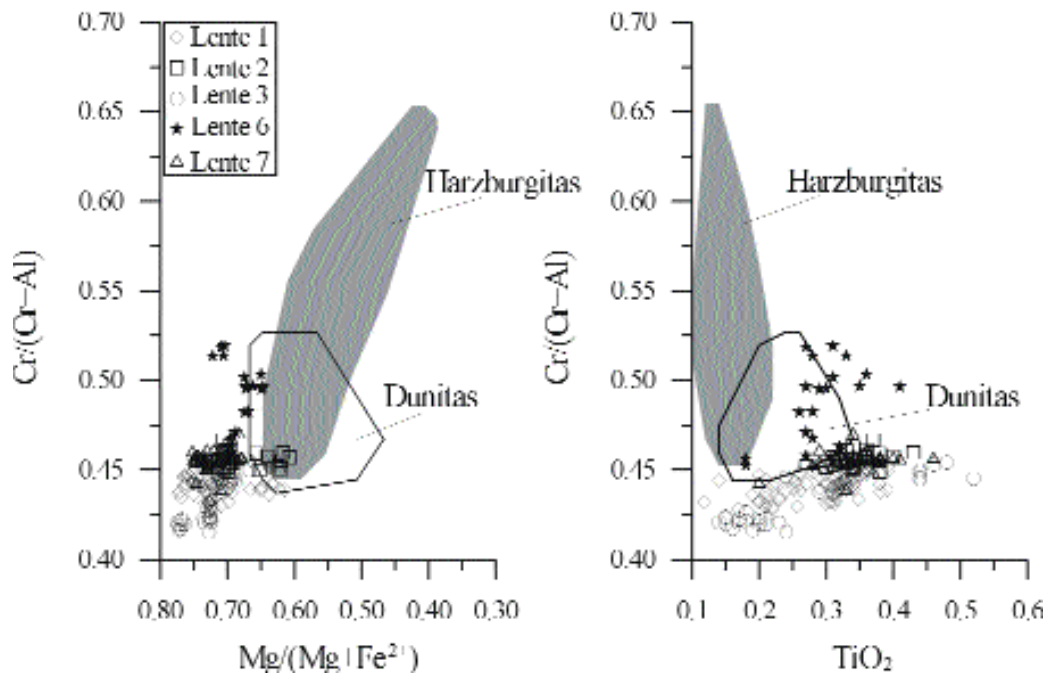 0.70
0.65
0.60
0.55
0.50
0.45
0.40
Cr/(Cr–Al)
Lente 1
Lente 2
Lente 3
Lente 6
Lente 7
Harzburgitas
Dunitas
0.80 0.70 0.60 0.50 0.40 0.30
Mg/(Mg+Fe²⁺)
0.70
0.65
0.60
0.55
0.50
0.45
0.40
Cr/(Cr–Al)
Harzburgitas
Dunitas
0.1 0.2 0.3 0.4 0.5 0.6
TiO₂